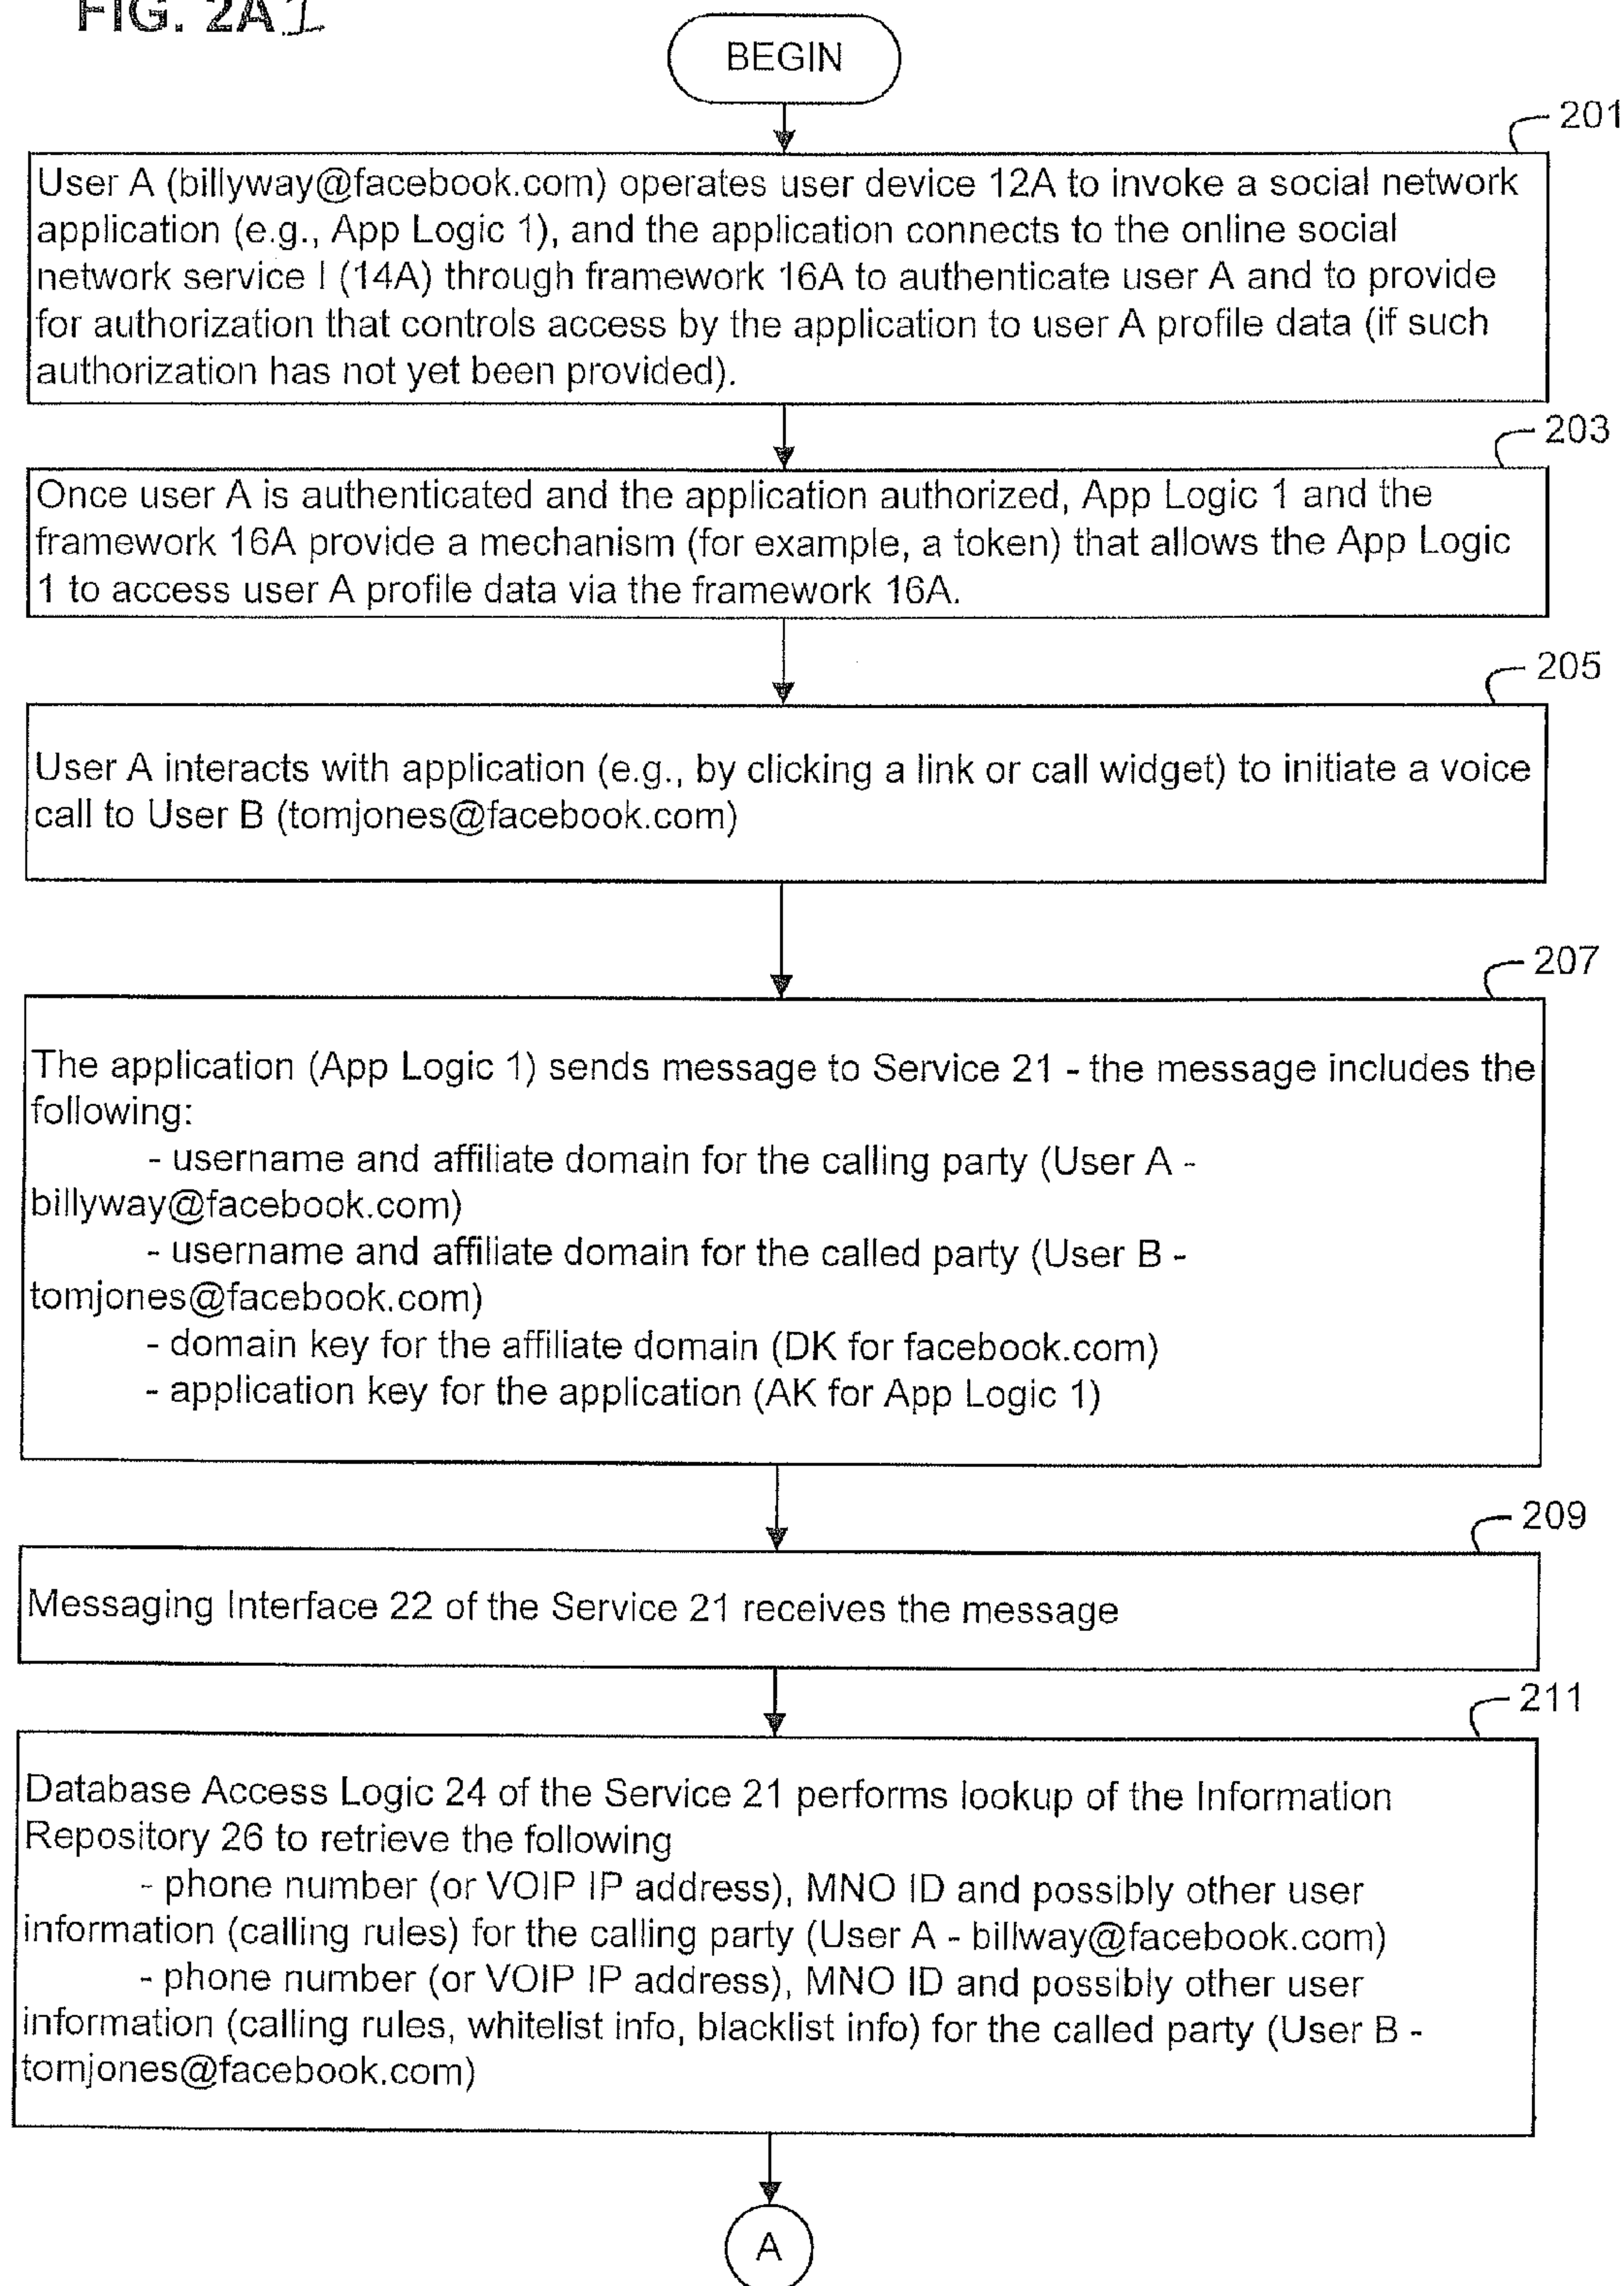 FIG. 2A1
BEGIN
201
User A (billyway@facebook.com) operates user device 12A to invoke a social network
application (e.g., App Logic 1), and the application connects to the online social
network service I (14A) through framework 16A to authenticate user A and to provide
for authorization that controls access by the application to user A profile data (if such
authorization has not yet been provided).
203
Once user A is authenticated and the application authorized, App Logic 1 and the
framework 16A provide a mechanism (for example, a token) that allows the App Logic
1 to access user A profile data via the framework 16A.
205
User A interacts with application (e.g., by clicking a link or call widget) to initiate a voice
call to User B (tomjones@facebook.com)
207
The application (App Logic 1) sends message to Service 21 - the message includes the
following:
- username and affiliate domain for the calling party (User A -
billyway@facebook.com)
- username and affiliate domain for the called party (User B -
tomjones@facebook.com)
- domain key for the affiliate domain (DK for facebook.com)
- application key for the application (AK for App Logic 1)
209
Messaging Interface 22 of the Service 21 receives the message
211
Database Access Logic 24 of the Service 21 performs lookup of the Information
Repository 26 to retrieve the following
- phone number (or VOIP IP address), MNO ID and possibly other user
information (calling rules) for the calling party (User A - billway@facebook.com)
- phone number (or VOIP IP address), MNO ID and possibly other user
information (calling rules, whitelist info, blacklist info) for the called party (User B -
tomjones@facebook.com)
A